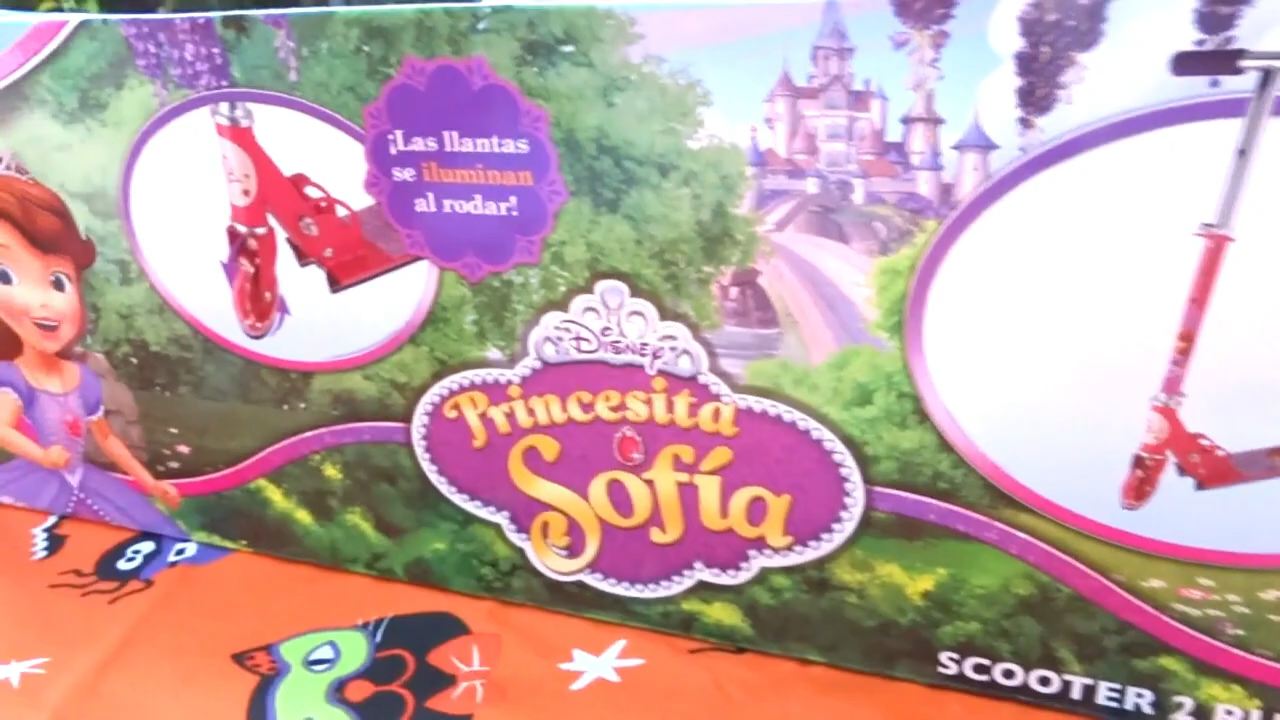 ¡Las llantas
se iluminan
al rodar!
Disney
Princesita
Sofía
SCOOTER 2